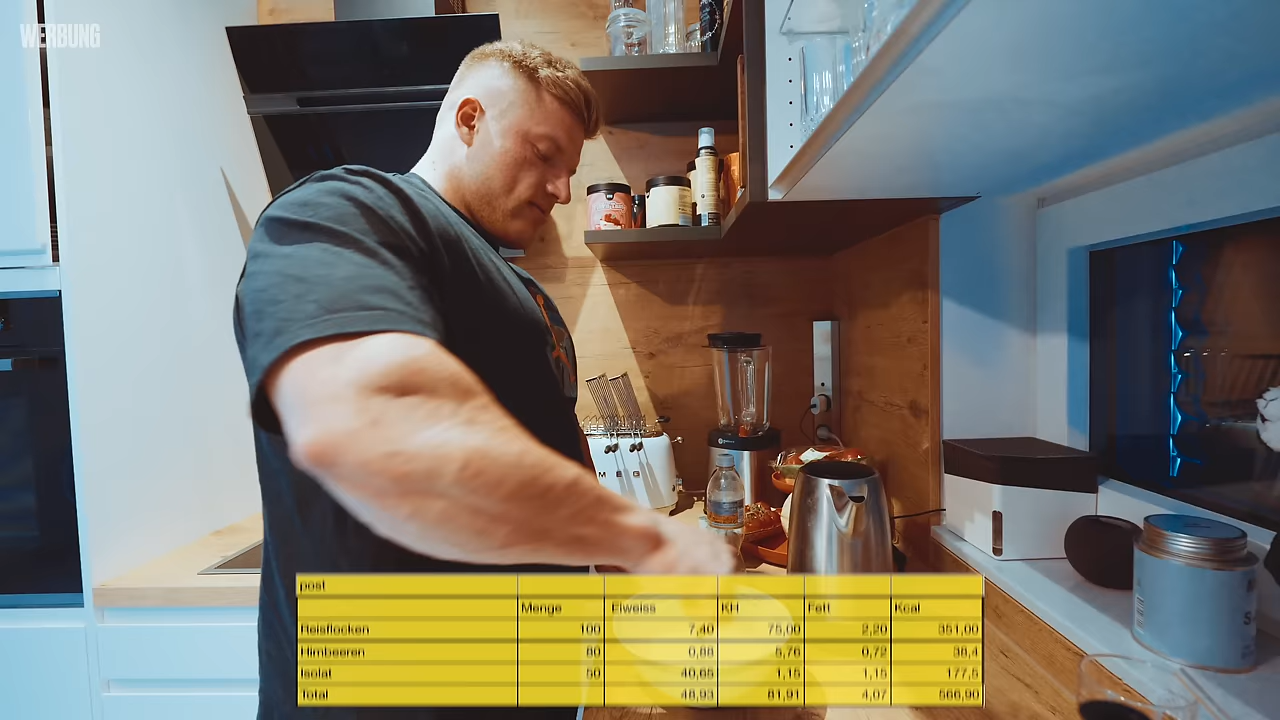 WERBUNG
SMEG
post
Menge Eiweiss KH Fett Kcal
Reisflocken 100 7,40 75,00 2,20 351,00
Himbeeren 80 0,88 5,76 0,72 38,4
Isolat 50 40,65 1,15 1,15 177,5
Total 48,93 81,91 4,07 566,90